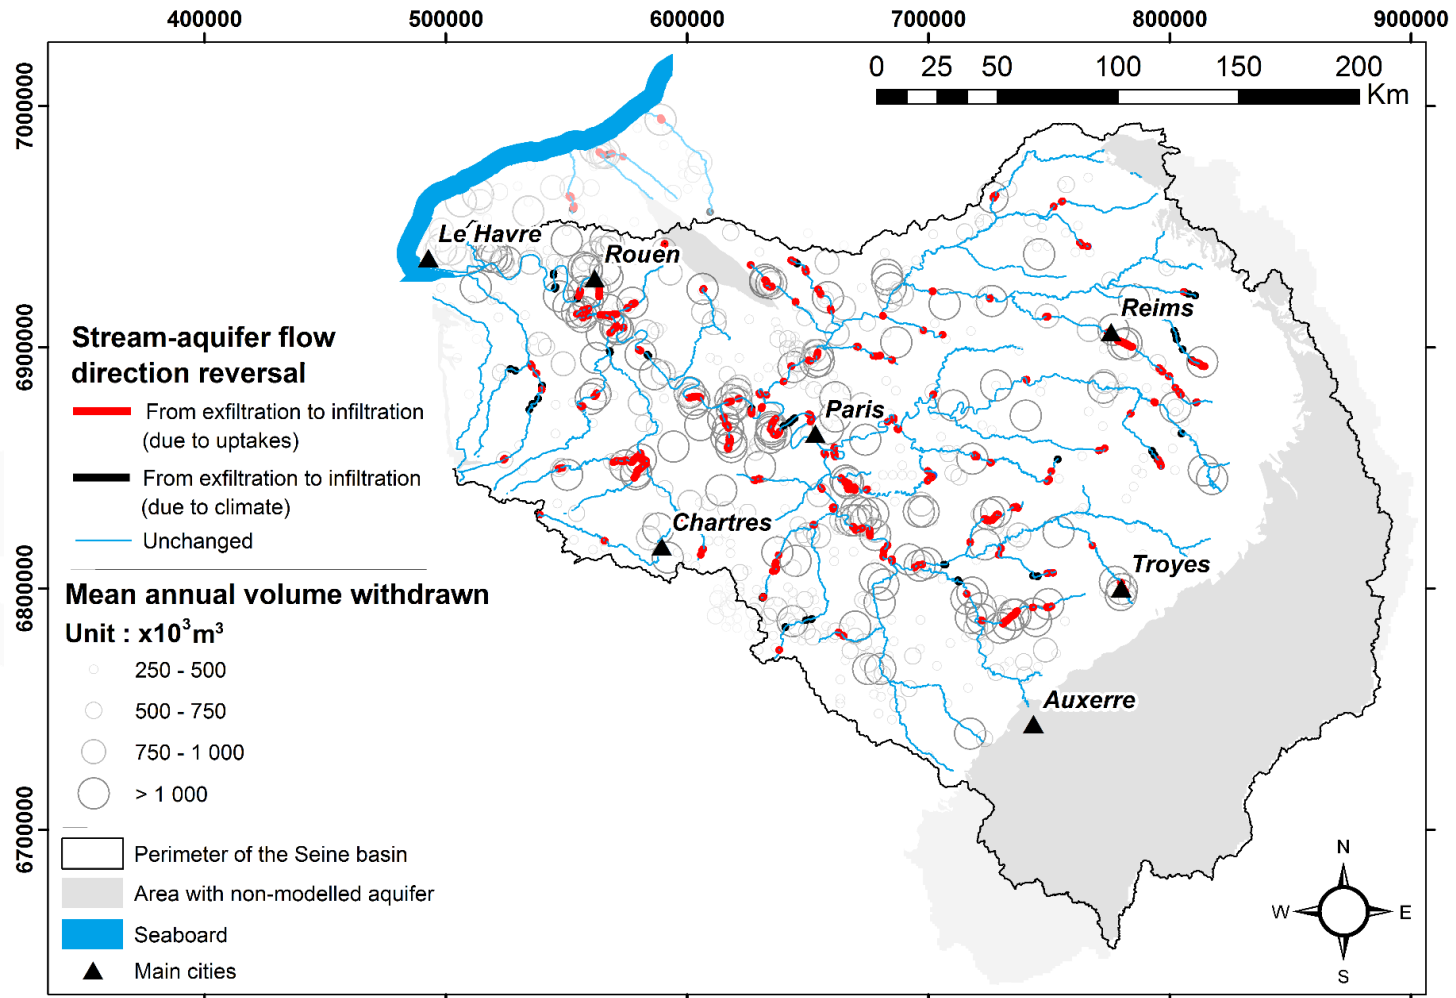 400000 500000 600000 700000 800000 900000
0 25 50 100 150 200
Km
7000000
6900000
6800000
6700000
Le Havre
Rouen
Reims
Paris
Chartres
Troyes
Auxerre
Stream-aquifer flow
direction reversal
From exfiltration to infiltration
(due to uptakes)
From exfiltration to infiltration
(due to climate)
Unchanged
Mean annual volume withdrawn
Unit : x10³m³
250 - 500
500 - 750
750 - 1 000
> 1 000
Perimeter of the Seine basin
Area with non-modelled aquifer
Seaboard
Main cities
N
W E
S